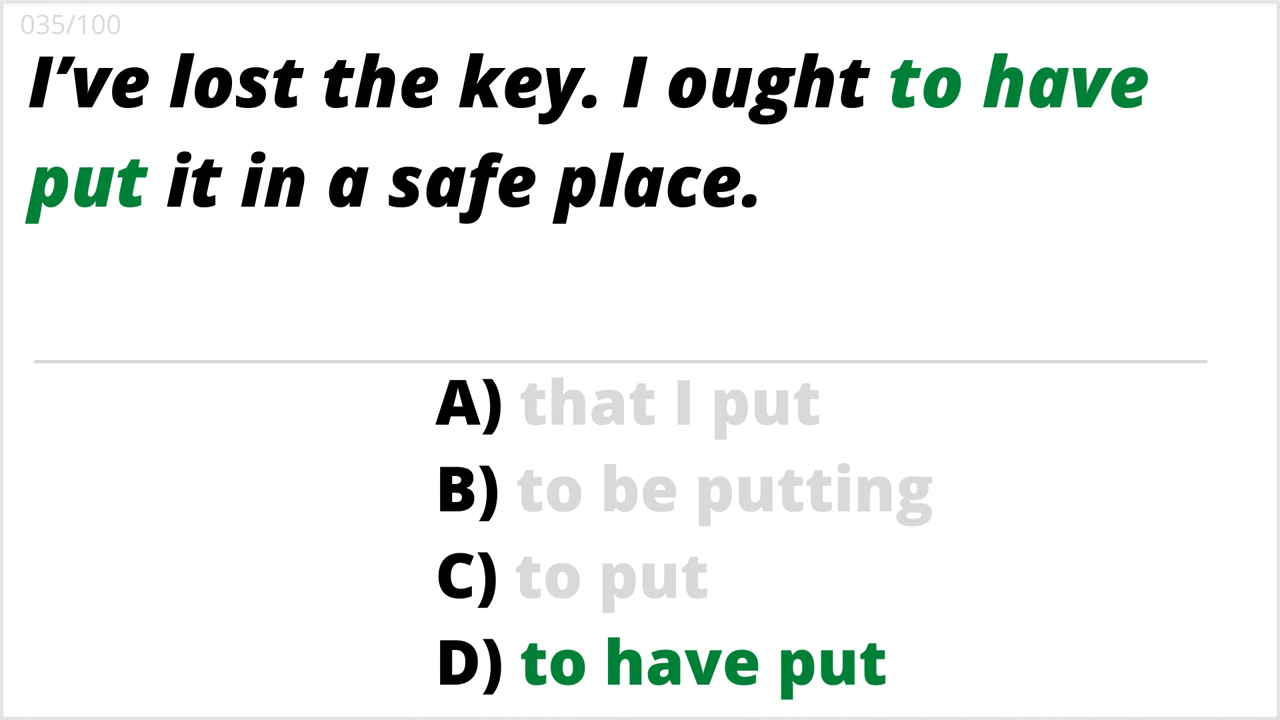 035/100
I’ve lost the key. I ought to have
put it in a safe place.
A) that I put
B) to be putting
C) to put
D) to have put